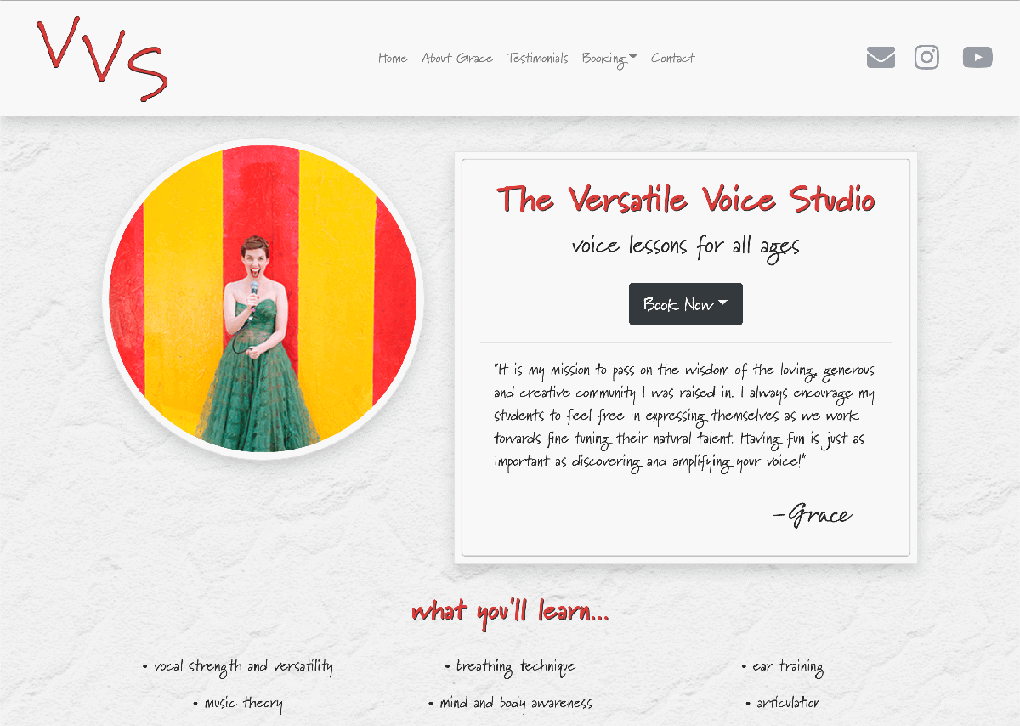 VVS
Home About Grace Testimonials Booking Contact
The Versatile Voice Studio
voice lessons for all ages
Book Now
"It is my mission to pass on the wisdom of the loving, generous
and creative community I was raised in. I always encourage my
students to feel free in expressing themselves as we work
towards fine tuning their natural talent. Having fun is just as
important as discovering and amplifying your voice!"
-Grace
what you'll learn...
• vocal strength and versatility • breathing technique • ear training
• music theory • mind and body awareness • articulation